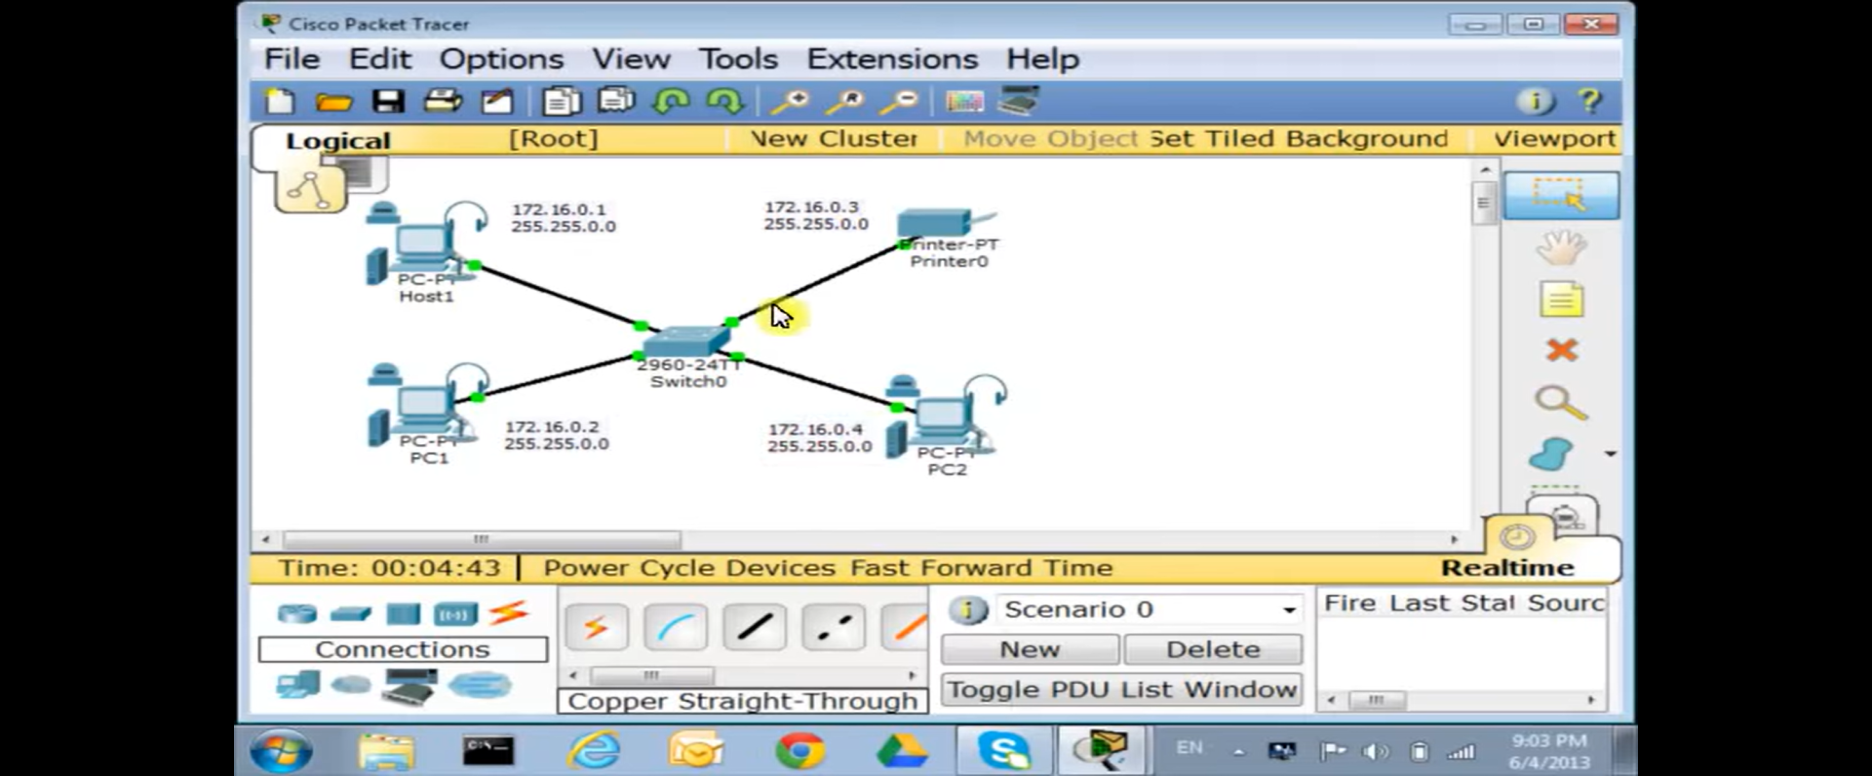 Cisco Packet Tracer
File Edit Options View Tools Extensions Help
Logical [Root] New Cluster Move Object Set Tiled Background Viewport
172.16.0.1
255.255.0.0
172.16.0.3
255.255.0.0
Printer-PT
Printer0
PC-PT
Host1
2960-24TT
Switch0
PC-PT
PC1
172.16.0.2
255.255.0.0
172.16.0.4
255.255.0.0
PC-PT
PC2
Time: 00:04:43 Power Cycle Devices Fast Forward Time Realtime
Connections
Copper Straight-Through
Scenario 0
New Delete
Toggle PDU List Window
Fire Last Stat Sourc
EN
9:03 PM
6/4/2013